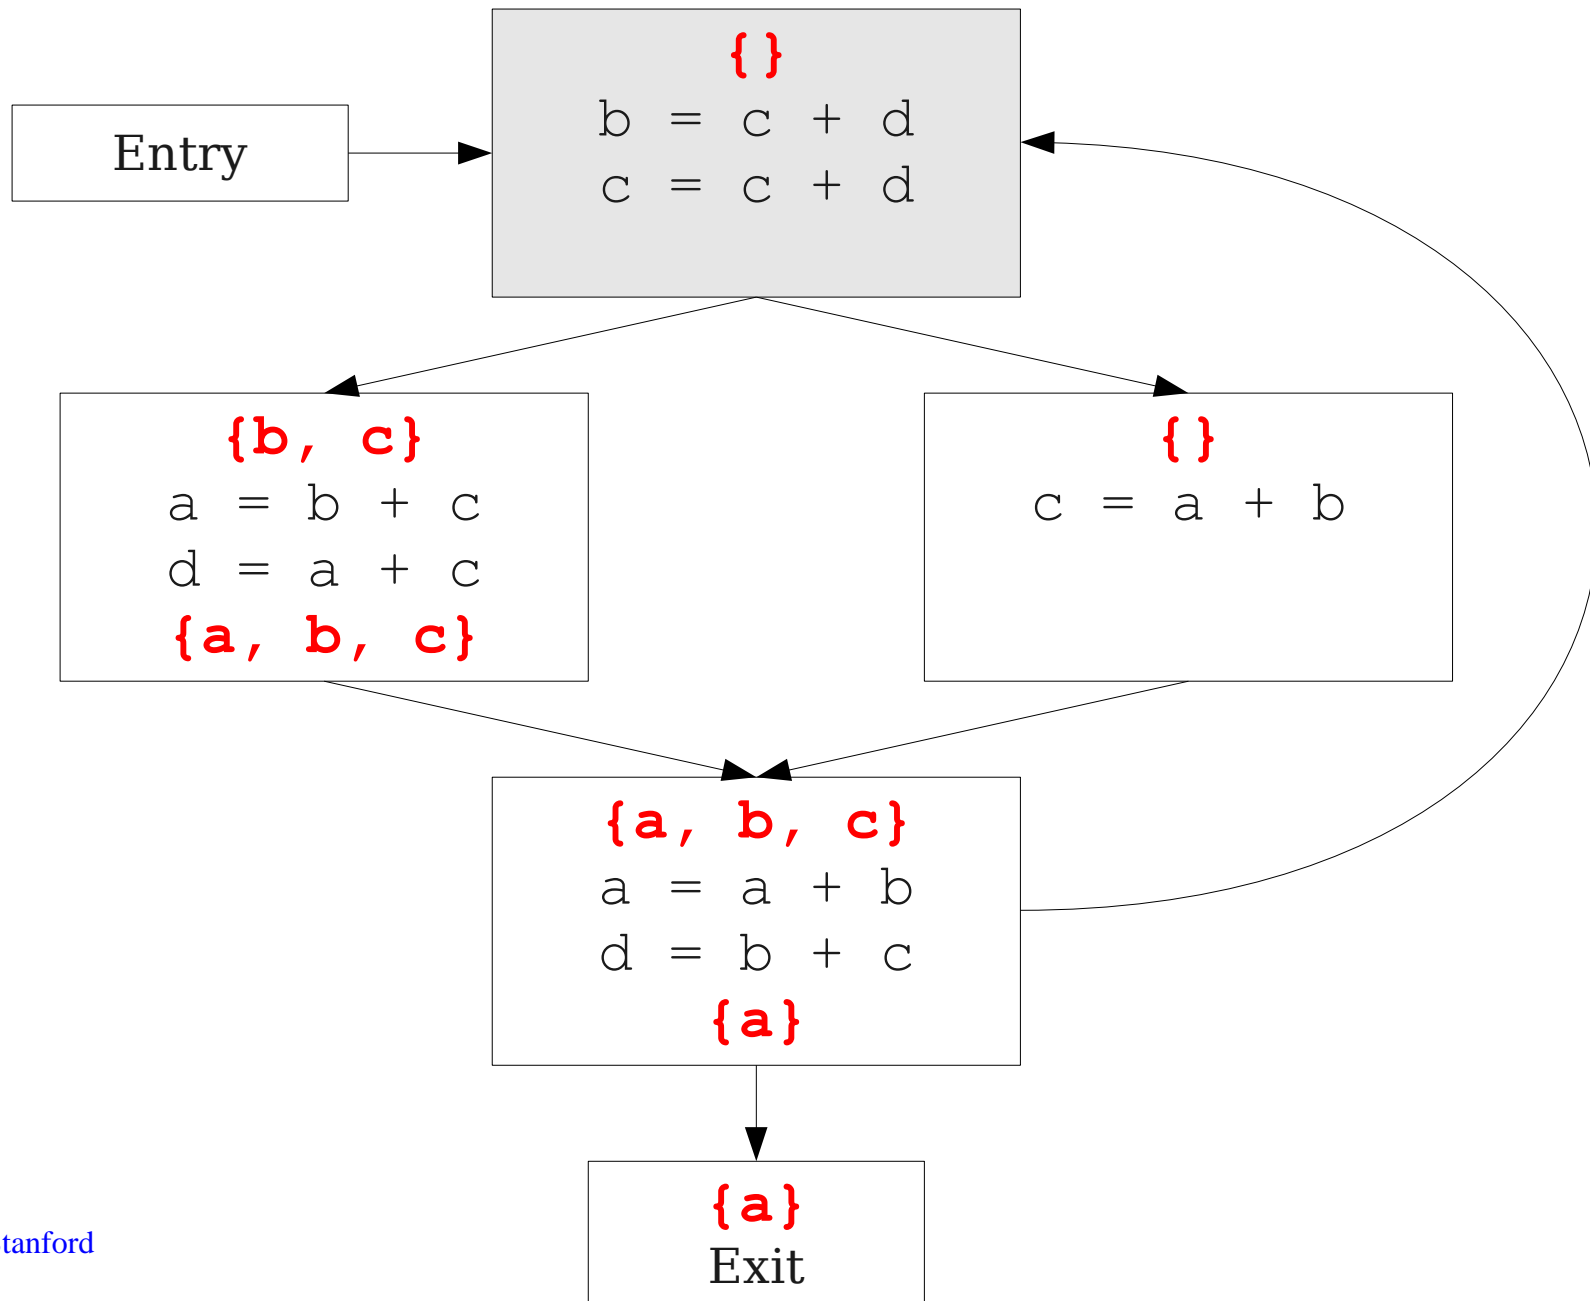 {}
b = c + d
c = c + d
Entry
{b, c}
a = b + c
d = a + c
{a, b, c}
{}
c = a + b
{a, b, c}
a = a + b
d = b + c
{a}
{a}
Exit
tanford